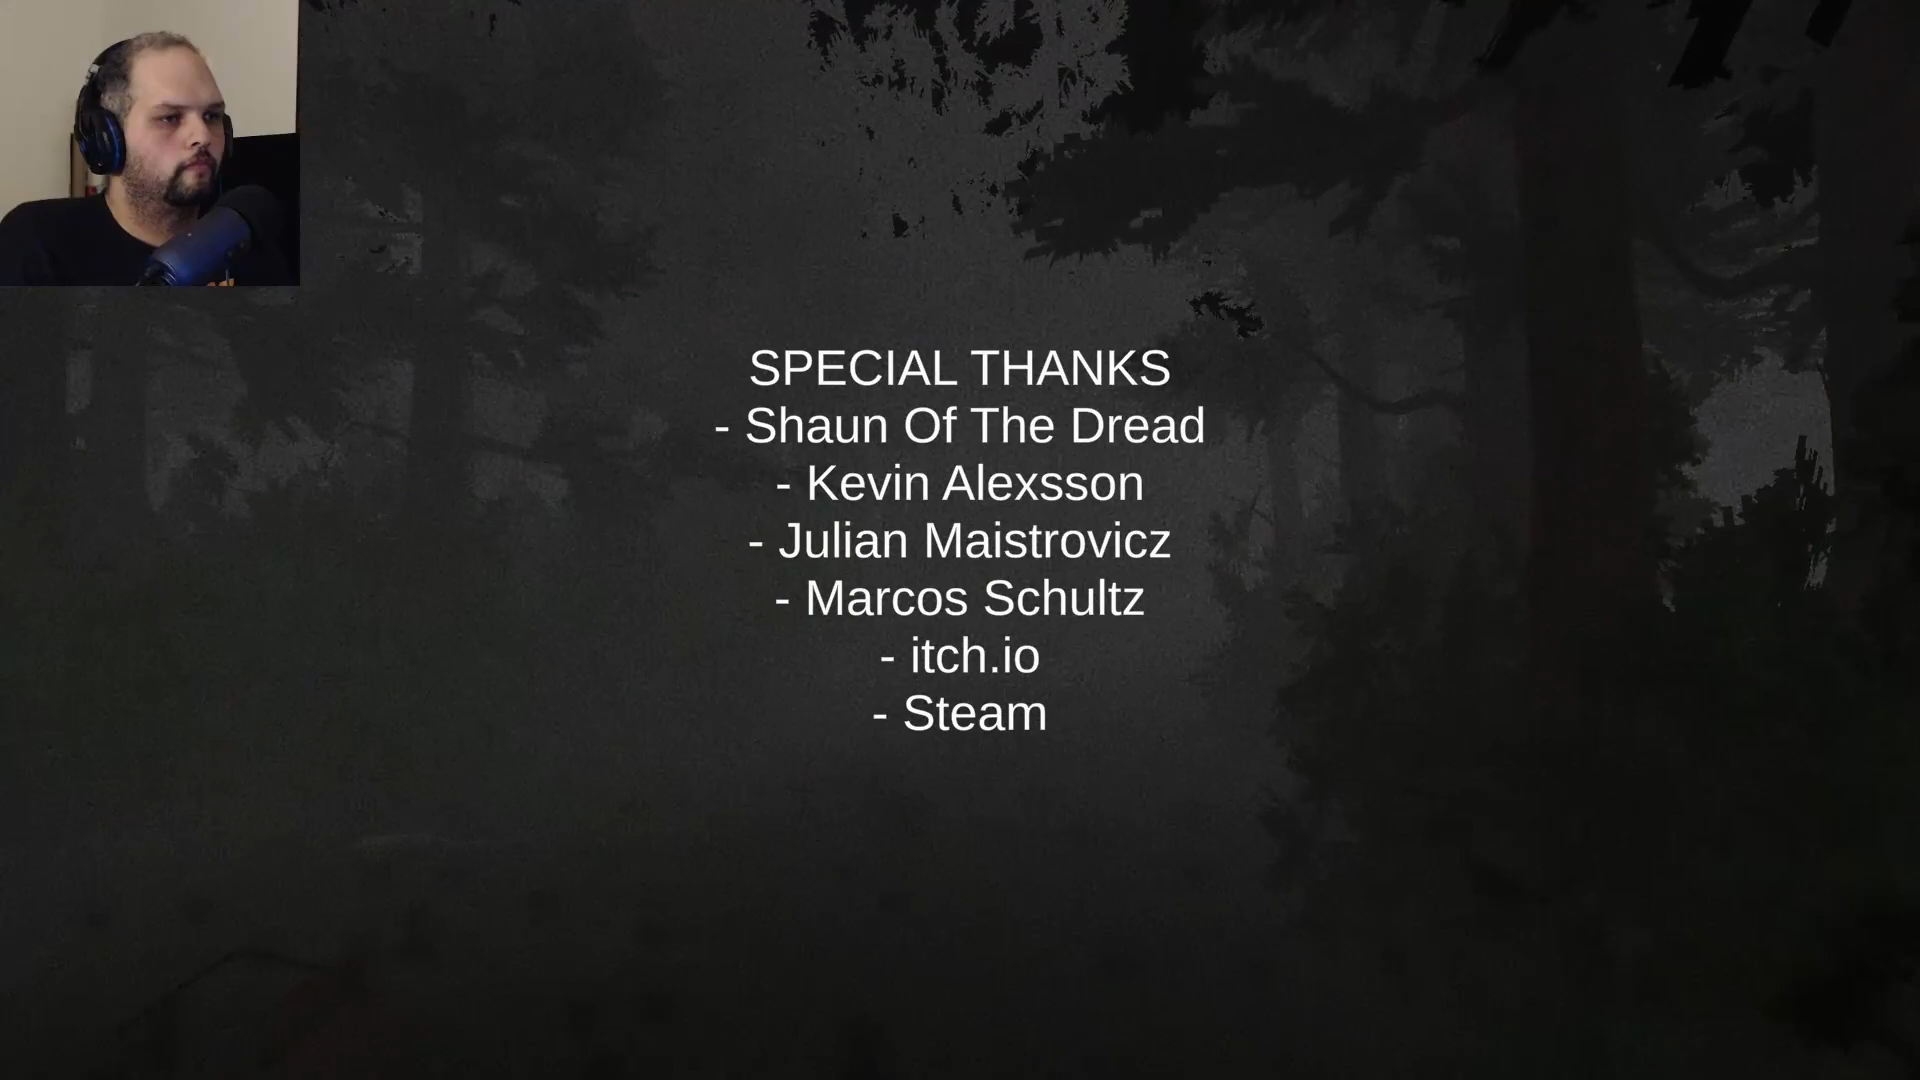 SPECIAL THANKS
- Shaun Of The Dread
- Kevin Alexsson
- Julian Maistrovicz
- Marcos Schultz
- itch.io
- Steam